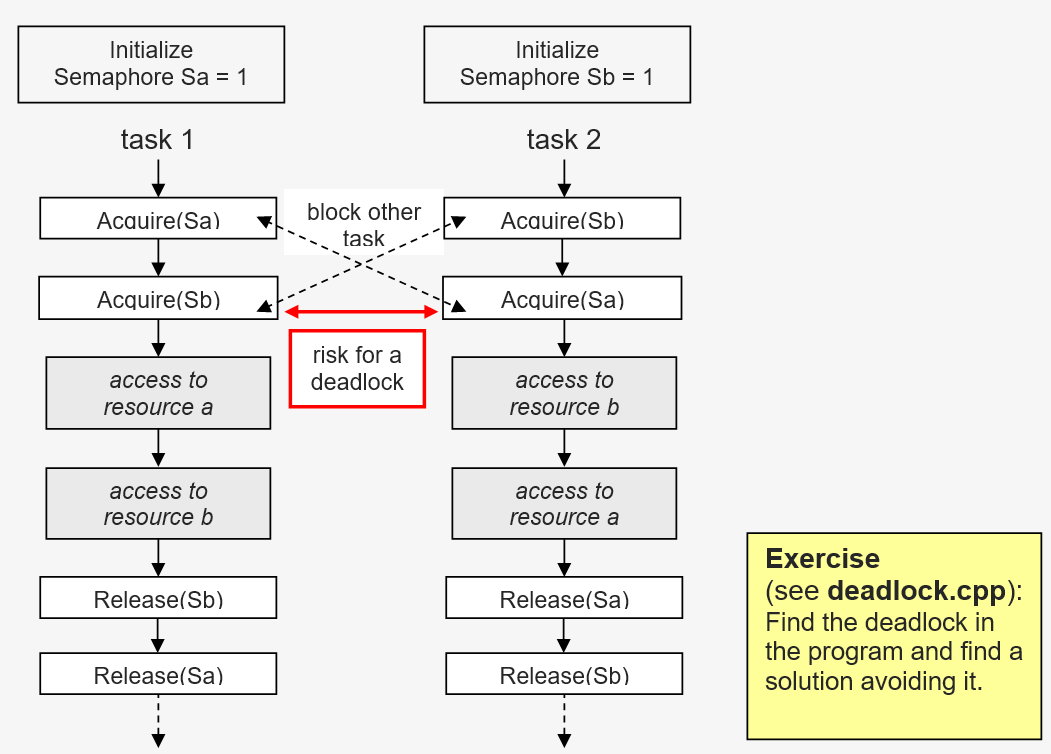 Initialize
Semaphore Sa = 1
Initialize
Semaphore Sb = 1
task 1
task 2
Acquire(Sa)
block other
task
Acquire(Sb)
Acquire(Sb)
Acquire(Sa)
risk for a
deadlock
access to
resource a
access to
resource b
access to
resource b
access to
resource a
Release(Sb)
Release(Sa)
Release(Sa)
Release(Sb)
Exercise
(see deadlock.cpp):
Find the deadlock in
the program and find a
solution avoiding it.